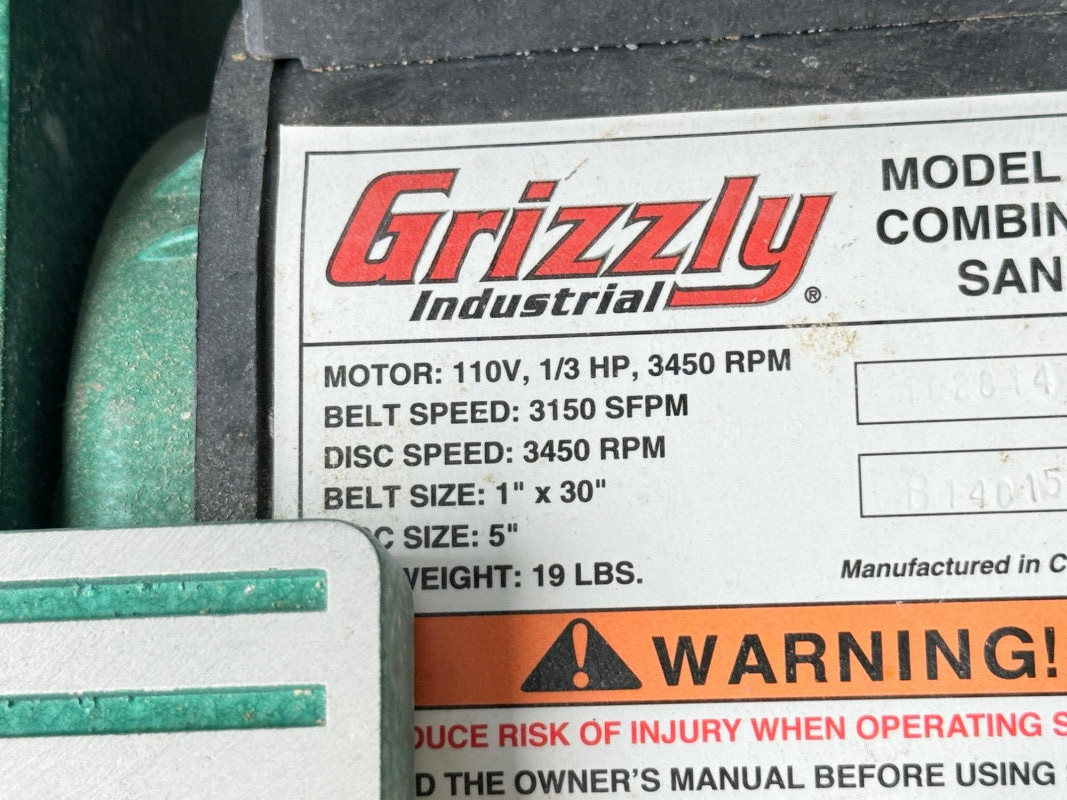 Grizzly
Industrial ®
MODEL
COMBIN
SAN
MOTOR: 110V, 1/3 HP, 3450 RPM
BELT SPEED: 3150 SFPM
DISC SPEED: 3450 RPM
BELT SIZE: 1" x 30"
C SIZE: 5"
WEIGHT: 19 LBS.
402614
B14015
Manufactured in C
WARNING!
DUCE RISK OF INJURY WHEN OPERATING S
D THE OWNER'S MANUAL BEFORE USING